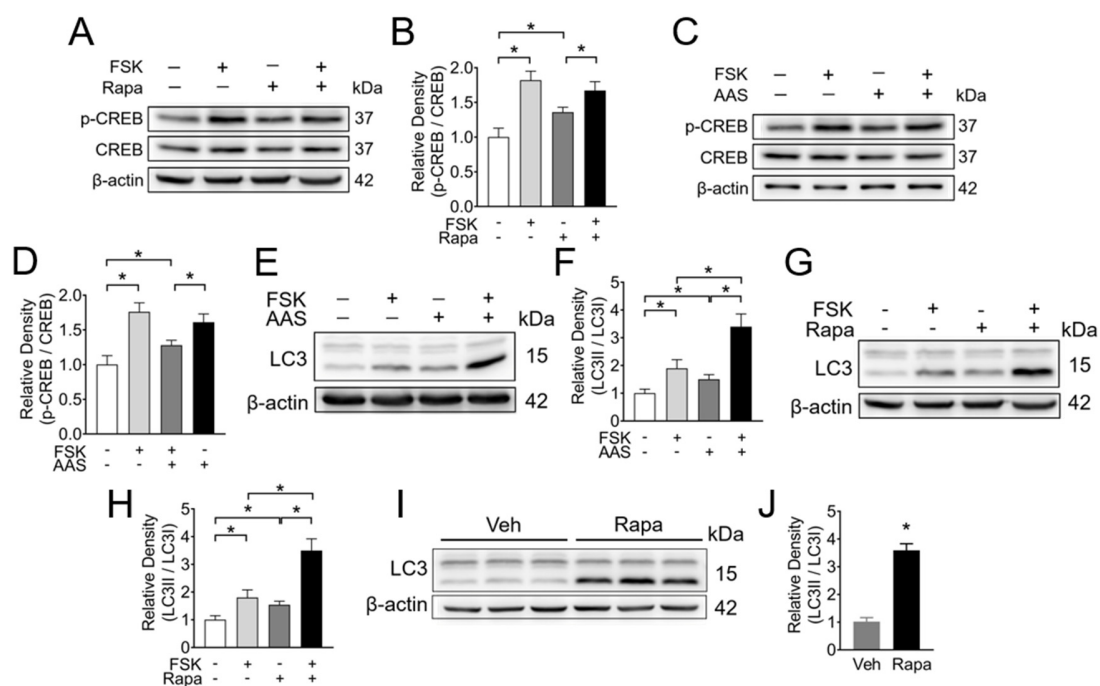 A
FSK – + – +
Rapa – – + + kDa
p-CREB 37
CREB 37
β-actin 42
B
* * * *
Relative Density
(p-CREB / CREB)
2.0
1.5
1.0
0.5
0.0
FSK - + - +
Rapa - - + +
C
FSK – + – +
AAS – – + + kDa
p-CREB 37
CREB 37
β-actin 42
D
* * * *
Relative Density
(p-CREB / CREB)
2.0
1.5
1.0
0.5
0.0
FSK - + + -
AAS - - + +
E
FSK – + – +
AAS – – + + kDa
LC3 15
β-actin 42
F
* * * *
Relative Density
(LC3II / LC3I)
5
4
3
2
1
0
FSK - + - +
AAS - - + +
G
FSK - + - +
Rapa - - + + kDa
LC3 15
β-actin 42
H
* * * *
Relative Density
(LC3II / LC3I)
5
4
3
2
1
0
FSK - + - +
Rapa - - + +
I
Veh Rapa kDa
LC3 15
β-actin 42
J
*
Relative Density
(LC3II / LC3I)
5
4
3
2
1
0
Veh Rapa